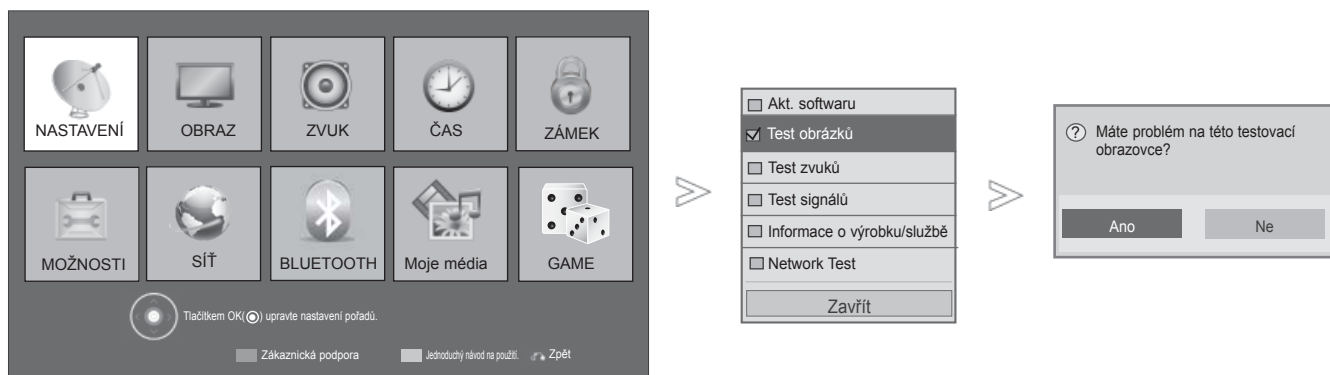 NASTAVENÍ
OBRAZ
ZVUK
ČAS
ZÁMEK
MOŽNOSTI
SÍŤ
BLUETOOTH
Moje média
GAME
Tlačítkem OK( ) upravte nastavení pořadů.
Zákaznická podpora
Jednoduchý návod na použití.
Zpět
Akt. softwaru
Test obrázků
Test zvuků
Test signálů
Informace o výrobku/službě
Network Test
Zavřít
? Máte problém na této testovací
obrazovce?
Ano
Ne